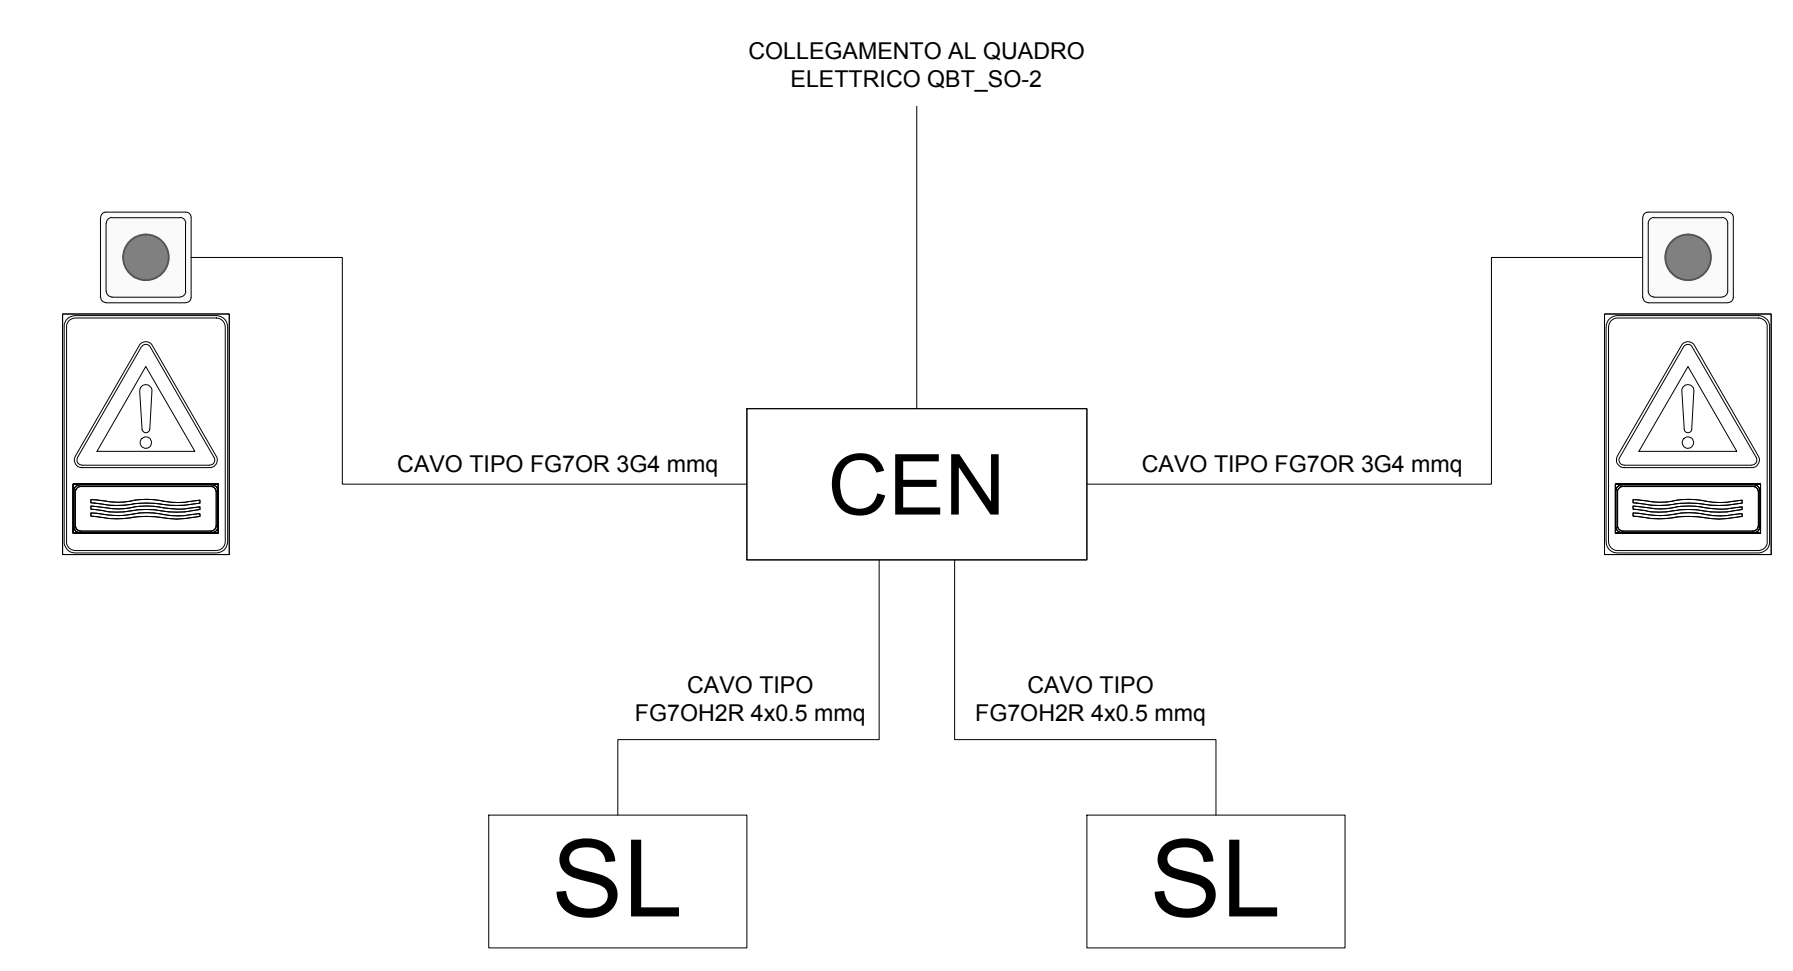 COLLEGAMENTO AL QUADRO
ELETTRICO QBT_SO-2
CAVO TIPO FG7OR 3G4 mmq
CEN
CAVO TIPO FG7OR 3G4 mmq
CAVO TIPO
FG7OH2R 4x0.5 mmq
CAVO TIPO
FG7OH2R 4x0.5 mmq
SL
SL